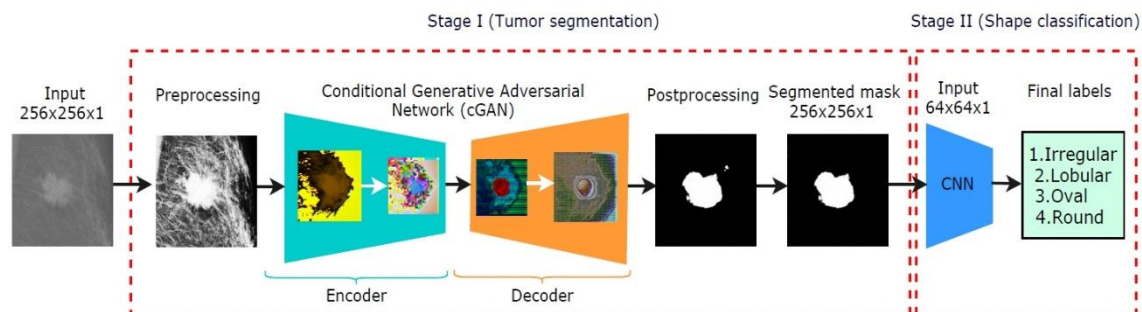 Stage I (Tumor segmentation)
Stage II (Shape classification)
Input
256x256x1
Preprocessing
Conditional Generative Adversarial
Network (cGAN)
Postprocessing
Segmented mask
256x256x1
Input
64x64x1
Final labels
CNN
1.Irregular
2.Lobular
3.Oval
4.Round
Encoder
Decoder